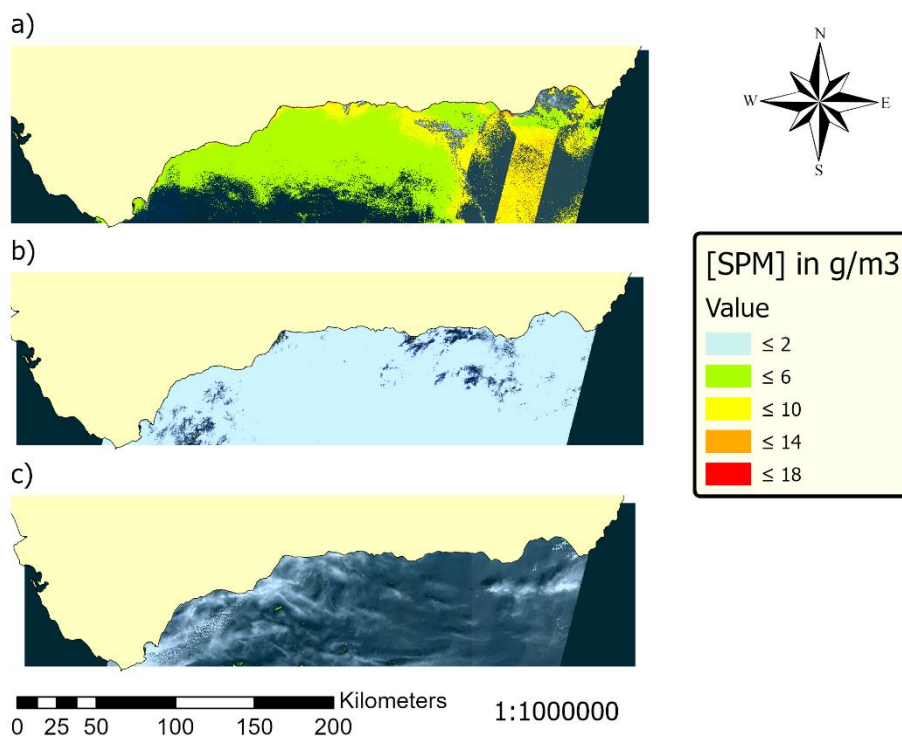 a)
N
W
E
S
b)
[SPM] in g/m3
Value
≤ 2
≤ 6
≤ 10
≤ 14
≤ 18
c)
Kilometers
0 25 50 100 150 200
1:1000000